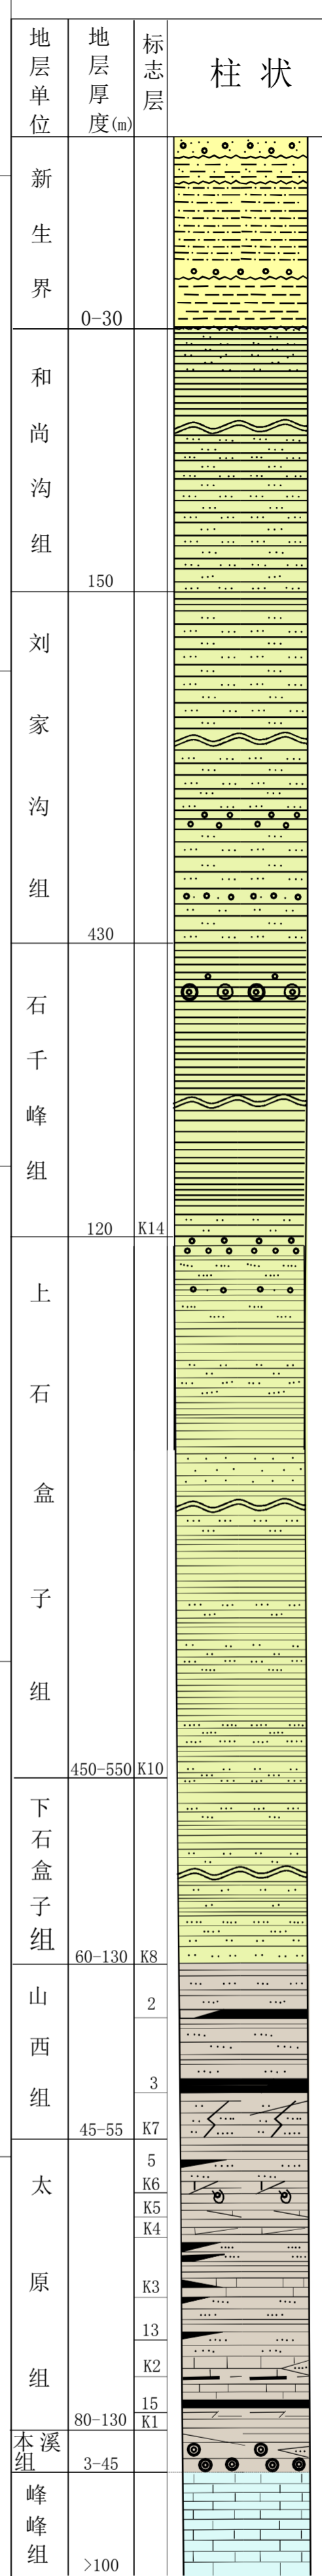 地层单位
地层厚度(m)
标志层
柱 状
新生界
0-30
和尚沟组
150
刘家沟组
430
石千峰组
120
K14
上石盒子组
450-550
K10
下石盒子组
60-130
K8
山西组
2
3
45-55
K7
太原组
5
K6
K5
K4
K3
13
K2
15
80-130
K1
本溪组
3-45
峰峰组
>100